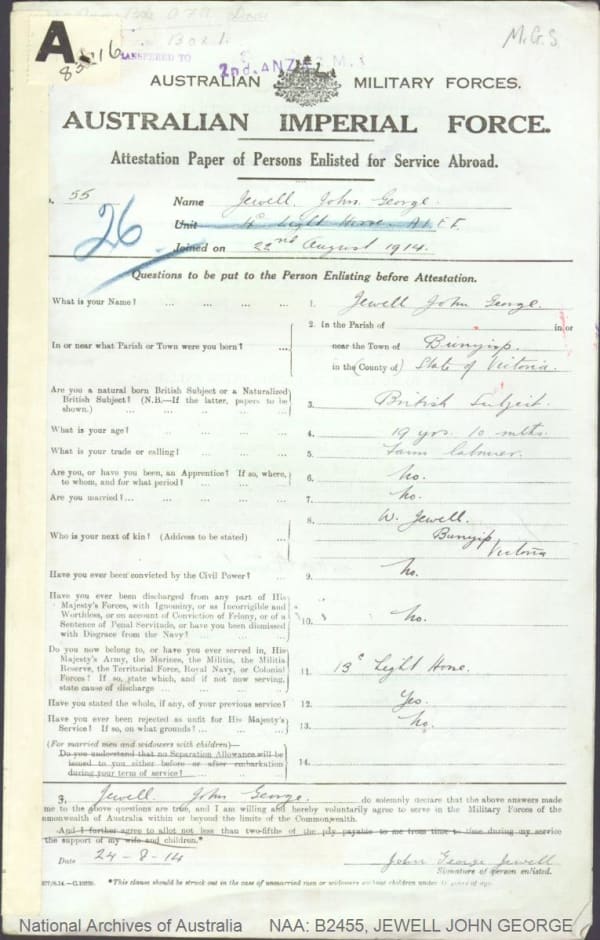 A.
83516
M.G.S
TRANSFERRED TO
2nd. ANZ
AUSTRALIAN MILITARY FORCES.
AUSTRALIAN IMPERIAL FORCE.
Attestation Paper of Persons Enlisted for Service Abroad.
55 Name Jewell, John George.
26 Unit 4th Light Horse. A.I.F.
Joined on 22nd August 1914.
Questions to be put to the Person Enlisting before Attestation.
What is your Name? ... ... ... ... 1. Jewell John George.
2. In the Parish of in or
In or near what Parish or Town were you born? ... near the Town of Bunyip.
in the (County of) State of Victoria.
Are you a natural born British Subject or a Naturalized
British Subject? (N.B.—If the latter, papers to be
shown.) ... ... ... ... 3. British Subject.
What is your age? ... ... ... ... 4. 19 yrs. 10 mths.
What is your trade or calling? ... ... ... 5. Farm labourer.
Are you, or have you been, an Apprentice? If so, where,
to whom, and for what period? ... ... ... 6. No.
Are you married?... ... ... ... ... 7. No.
8. W. Jewell.
Who is your next of kin? (Address to be stated) ... Bunyip
Victoria
Have you ever been convicted by the Civil Power? ... 9. No.
Have you ever been discharged from any part of His
Majesty's Forces, with Ignominy, or as Incorrigible and
Worthless, or on account of Conviction of Felony, or of a
Sentence of Penal Servitude, or have you been dismissed
with Disgrace from the Navy? ... ... ... 10. No.
Do you now belong to, or have you ever served in, His
Majesty's Army, the Marines, the Militia, the Militia
Reserve, the Territorial Force, Royal Navy, or Colonial
Forces? If so, state which, and if not now serving,
state cause of discharge ... ... ... 11. 13th Light Horse.
Have you stated the whole, if any, of your previous service? 12. Yes.
Have you ever been rejected as unfit for His Majesty's
Service? If so, on what grounds? ... ... 13. No.
(For married men and widowers with children)—
Do you understand that no Separation Allowance will be
issued to you either before or after embarkation
during your term of service? ... ... 14.
I, Jewell John George do solemnly declare that the above answers made
me to the above questions are true, and I am willing and hereby voluntarily agree to serve in the Military Forces of the
ommonwealth of Australia within or beyond the limits of the Commonwealth.
And I further agree to allot not less than two-fifths of the pay payable to me from time to time during my service
the support of my wife and children.*
Date 24-8-14 John George Jewell
Signature of person enlisted.
*This clause should be struck out in the case of unmarried men or widowers without children under
National Archives of Australia NAA: B2455, JEWELL JOHN GEORGE